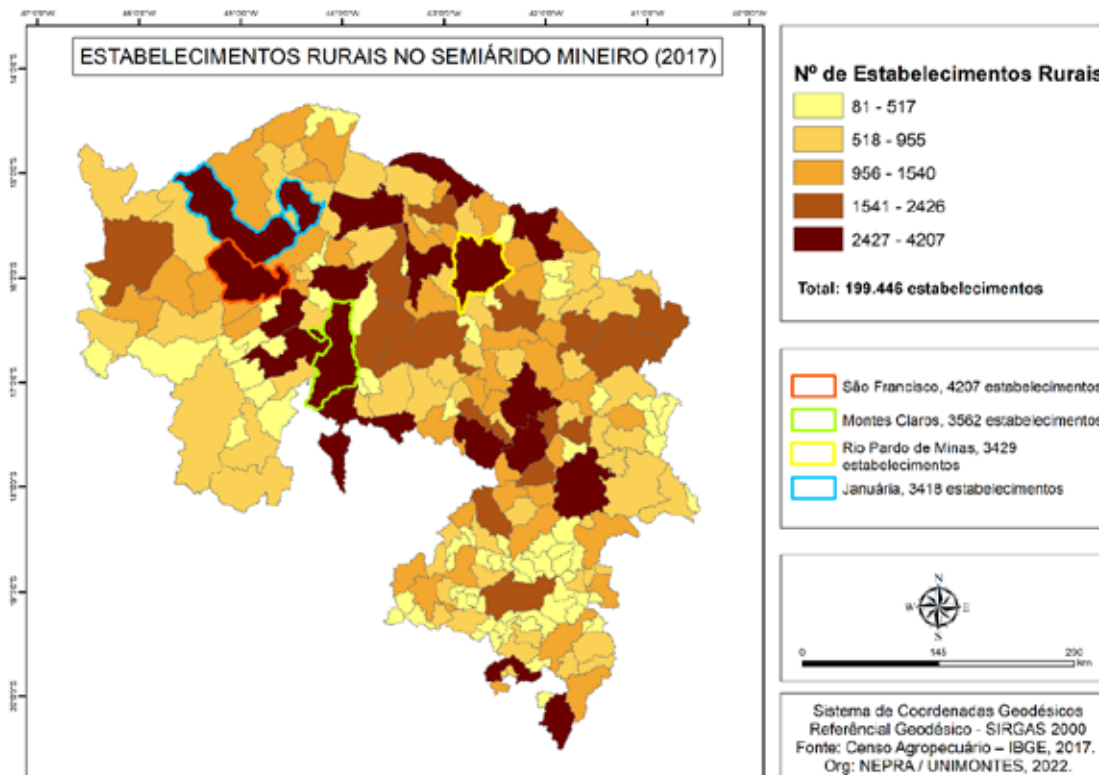 ESTABELECIMENTOS RURAIS NO SEMIÁRIDO MINEIRO (2017)
Nº de Estabelecimentos Rurais
81 - 517
518 - 955
956 - 1540
1541 - 2426
2427 - 4207
Total: 199.446 estabelecimentos
São Francisco, 4207 estabelecimentos
Montes Claros, 3562 estabelecimentos
Rio Pardo de Minas, 3429
estabelecimentos
Januária, 3418 estabelecimentos
N
W E
S
0 145 290
km
Sistema de Coordenadas Geodésicos
Referêncial Geodésico - SIRGAS 2000
Fonte: Censo Agropecuário – IBGE, 2017.
Org: NEPRA / UNIMONTES, 2022.